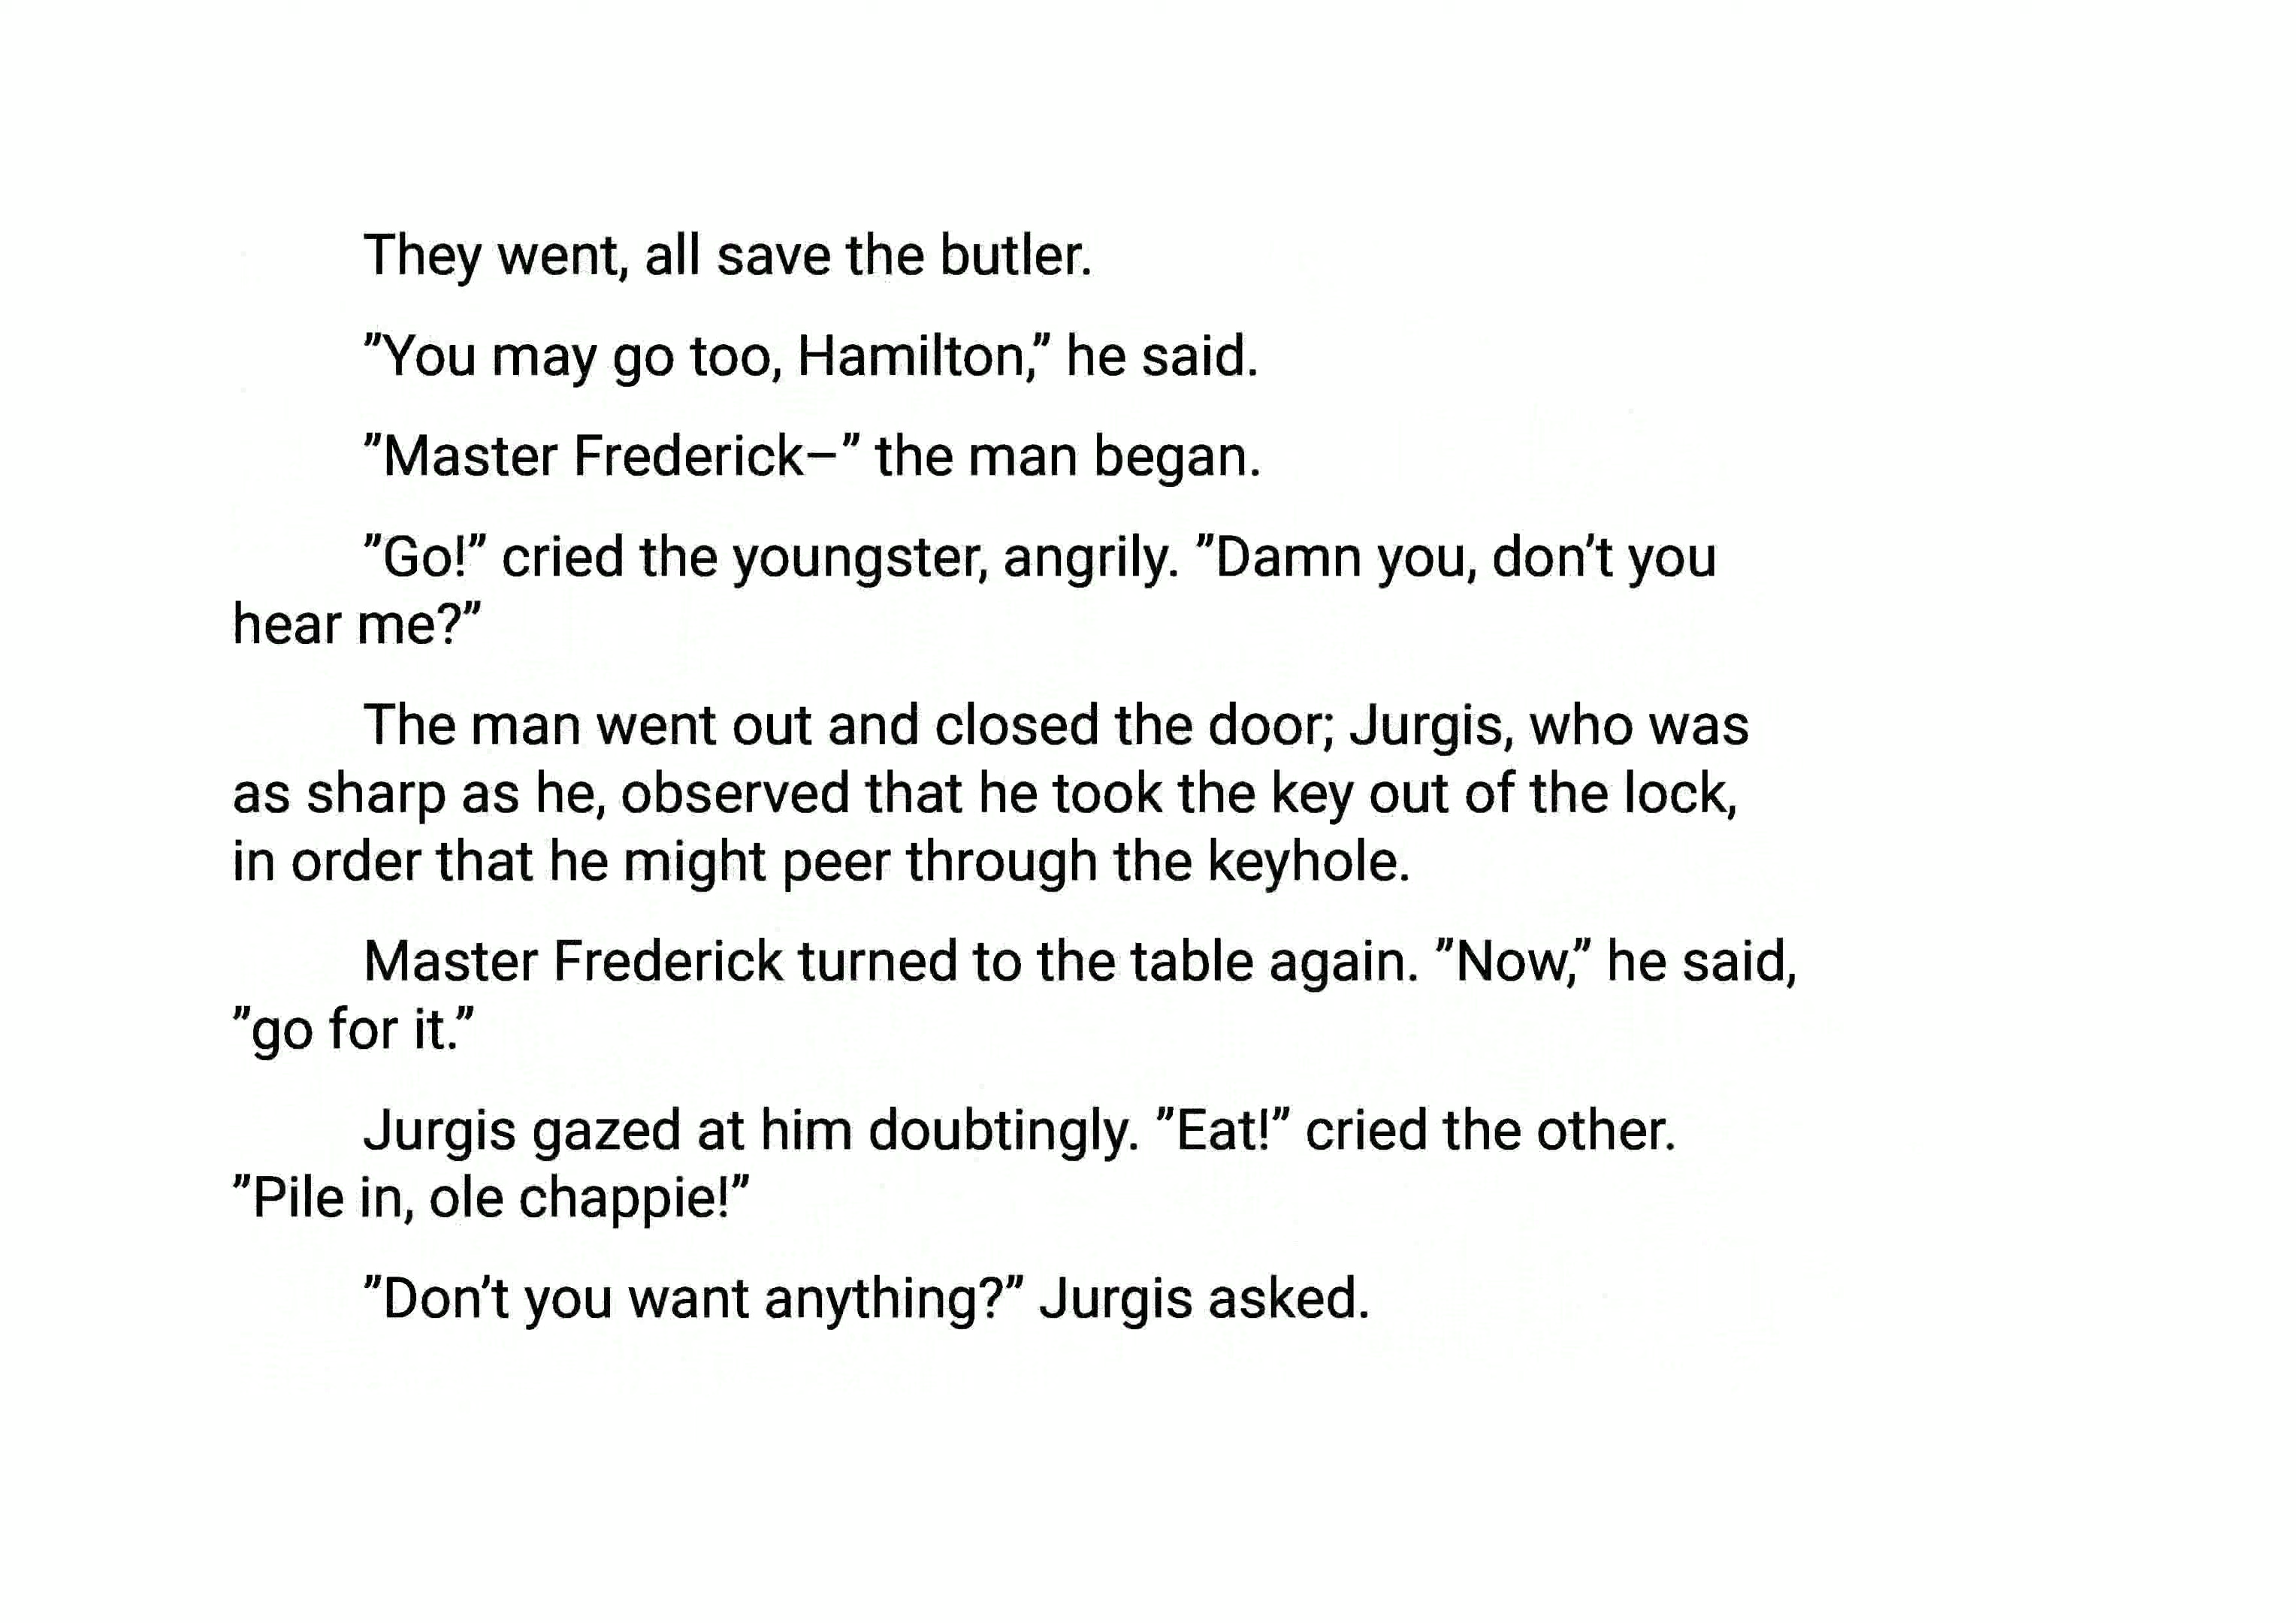 They went, all save the butler.
”You may go too, Hamilton,” he said.
”Master Frederick–” the man began.
”Go!” cried the youngster, angrily. ”Damn you, don’t you
hear me?”
The man went out and closed the door; Jurgis, who was
as sharp as he, observed that he took the key out of the lock,
in order that he might peer through the keyhole.
Master Frederick turned to the table again. ”Now,” he said,
”go for it.”
Jurgis gazed at him doubtingly. ”Eat!” cried the other.
”Pile in, ole chappie!”
”Don’t you want anything?” Jurgis asked.